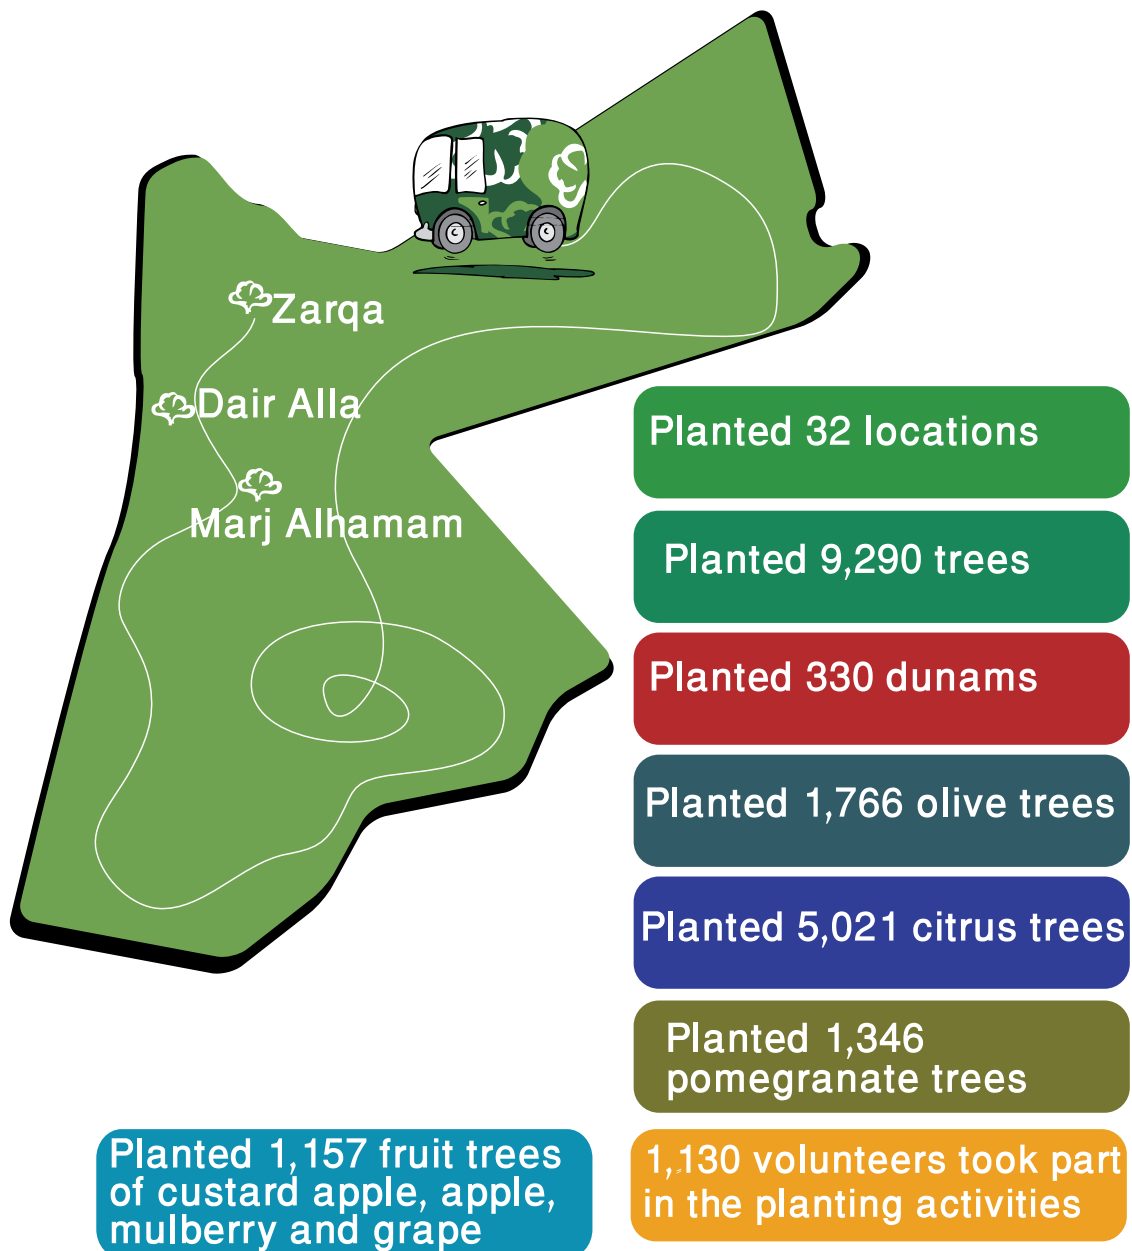 Zarqa
Dair Alla
Marj Alhamam
Planted 32 locations
Planted 9,290 trees
Planted 330 dunams
Planted 1,766 olive trees
Planted 5,021 citrus trees
Planted 1,346
pomegranate trees
Planted 1,157 fruit trees
of custard apple, apple,
mulberry and grape
1,130 volunteers took part
in the planting activities